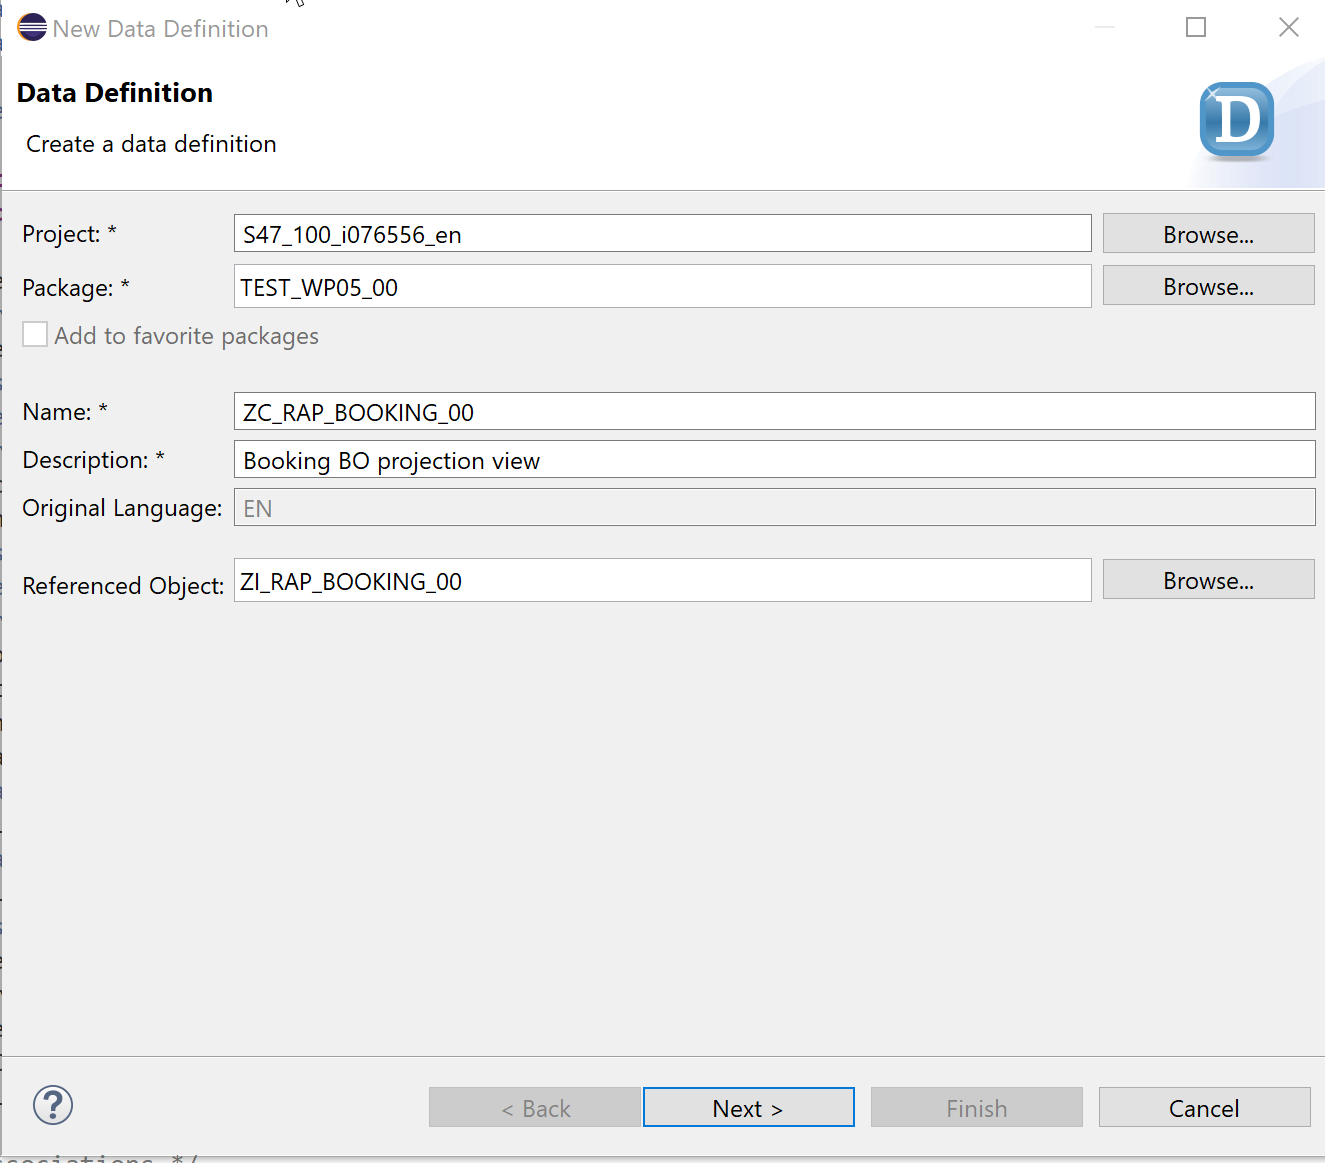 New Data Definition
Data Definition
Create a data definition
D
Project: * S47_100_i076556_en Browse...
Package: * TEST_WP05_00 Browse...
Add to favorite packages
Name: * ZC_RAP_BOOKING_00
Description: * Booking BO projection view
Original Language: EN
Referenced Object: ZI_RAP_BOOKING_00 Browse...
? < Back Next > Finish Cancel